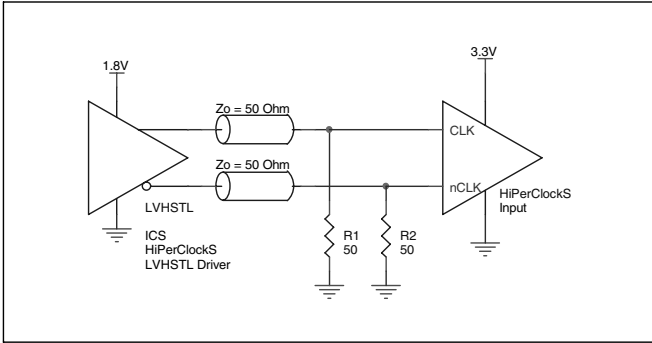 1.8V
3.3V
Zo = 50 Ohm
CLK
Zo = 50 Ohm
nCLK
HiPerClockS
Input
LVHSTL
ICS
HiPerClockS
LVHSTL Driver
R1
50
R2
50